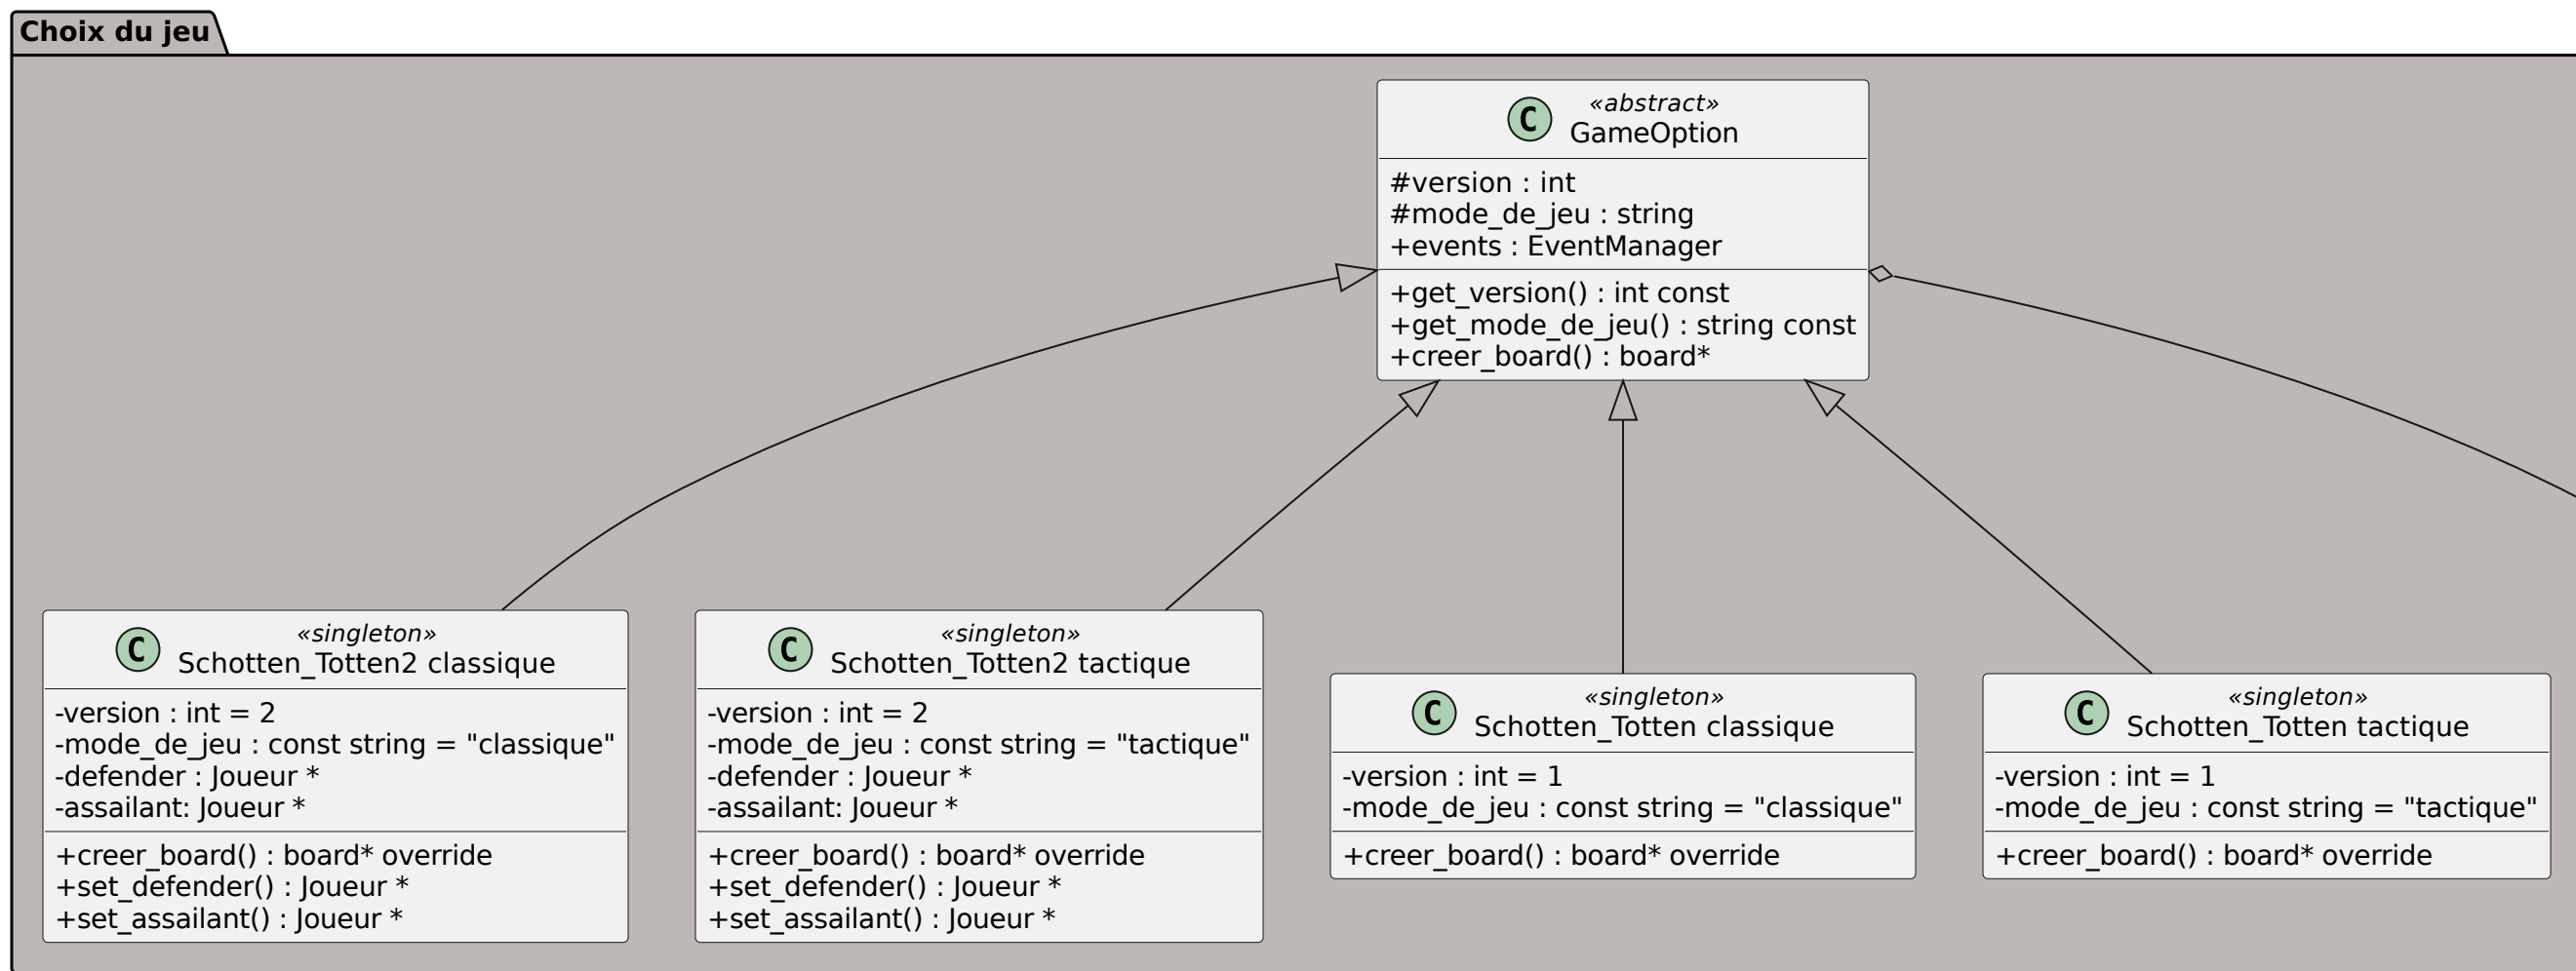 Choix du jeu
«abstract»
C GameOption
#version : int
#mode_de_jeu : string
+events : EventManager
+get_version() : int const
+get_mode_de_jeu() : string const
+creer_board() : board*
«singleton»
C Schotten_Totten2 classique
-version : int = 2
-mode_de_jeu : const string = "classique"
-defender : Joueur *
-assailant: Joueur *
+creer_board() : board* override
+set_defender() : Joueur *
+set_assailant() : Joueur *
«singleton»
C Schotten_Totten2 tactique
-version : int = 2
-mode_de_jeu : const string = "tactique"
-defender : Joueur *
-assailant: Joueur *
+creer_board() : board* override
+set_defender() : Joueur *
+set_assailant() : Joueur *
«singleton»
C Schotten_Totten classique
-version : int = 1
-mode_de_jeu : const string = "classique"
+creer_board() : board* override
«singleton»
C Schotten_Totten tactique
-version : int = 1
-mode_de_jeu : const string = "tactique"
+creer_board() : board* override